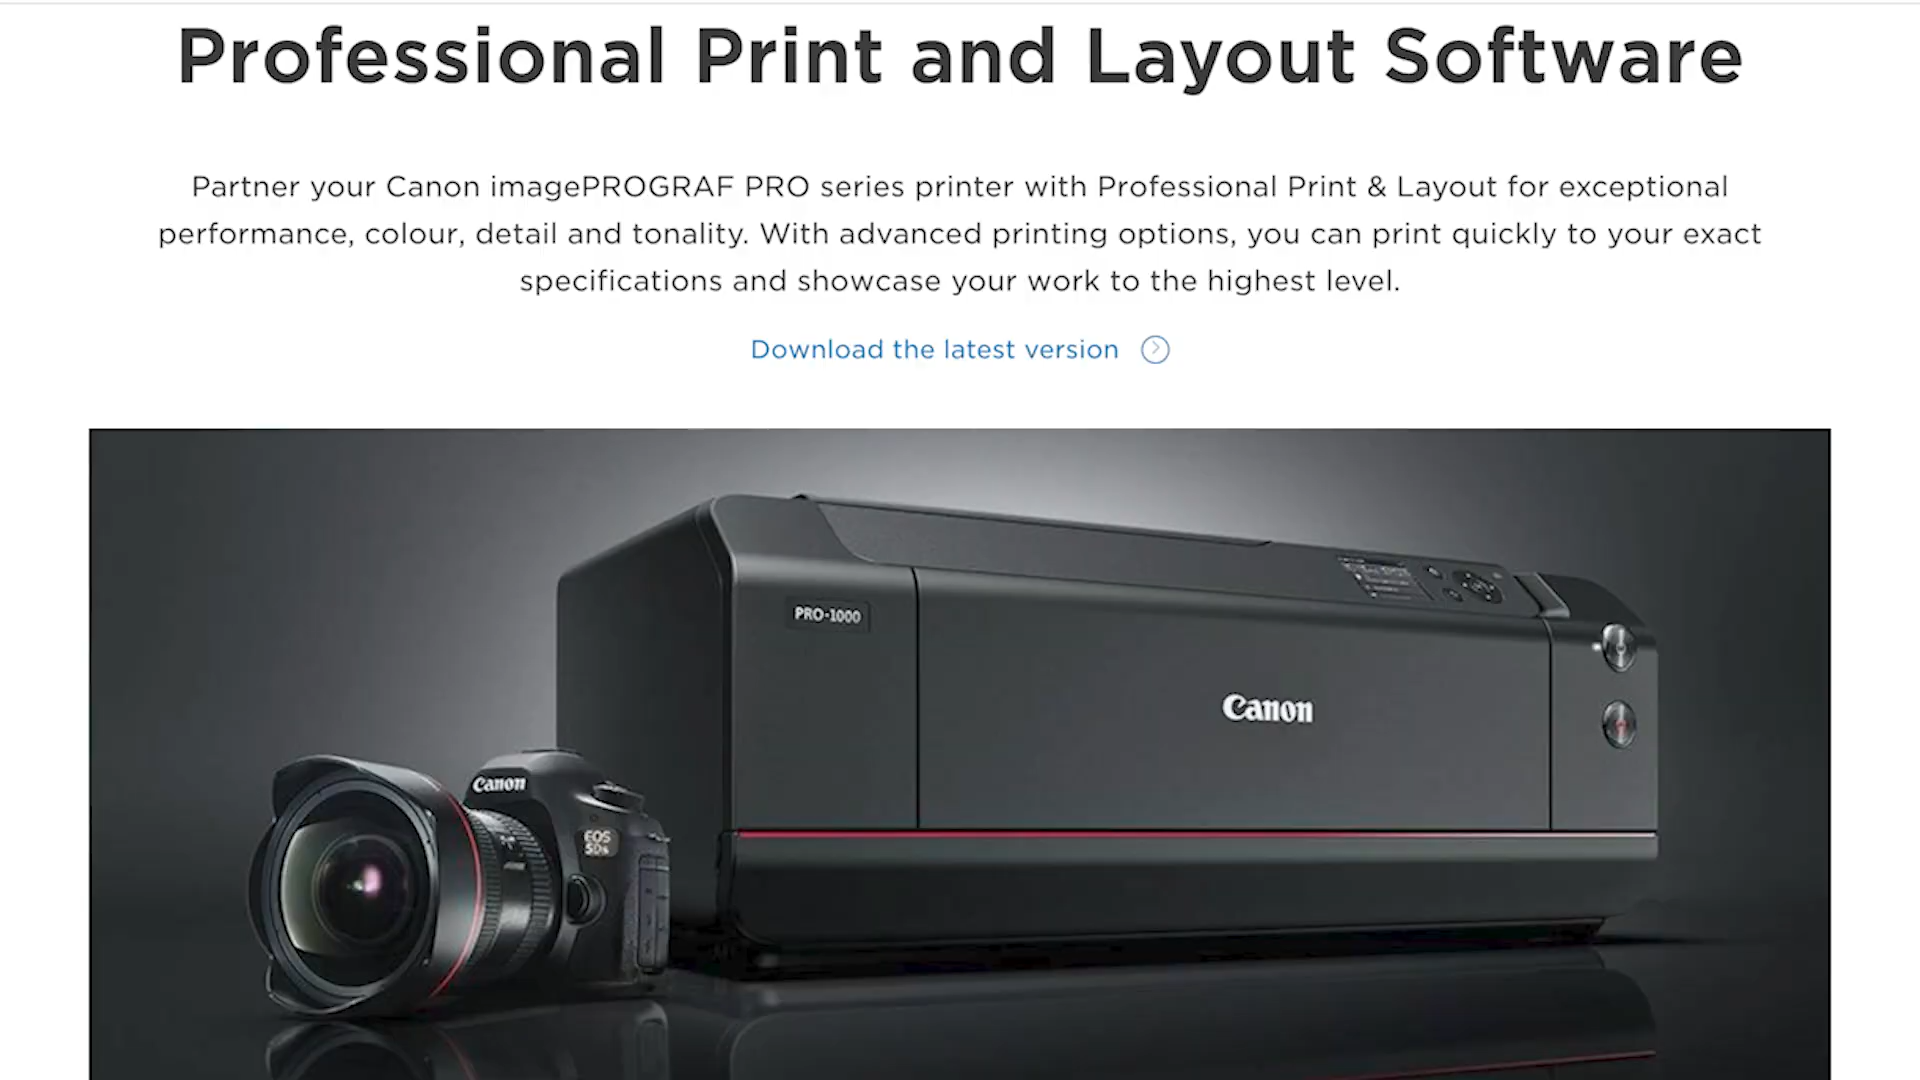 Professional Print and Layout Software
Partner your Canon imagePROGRAF PRO series printer with Professional Print & Layout for exceptional
performance, colour, detail and tonality. With advanced printing options, you can print quickly to your exact
specifications and showcase your work to the highest level.
Download the latest version
PRO-1000
Canon
Canon
EOS
5Ds